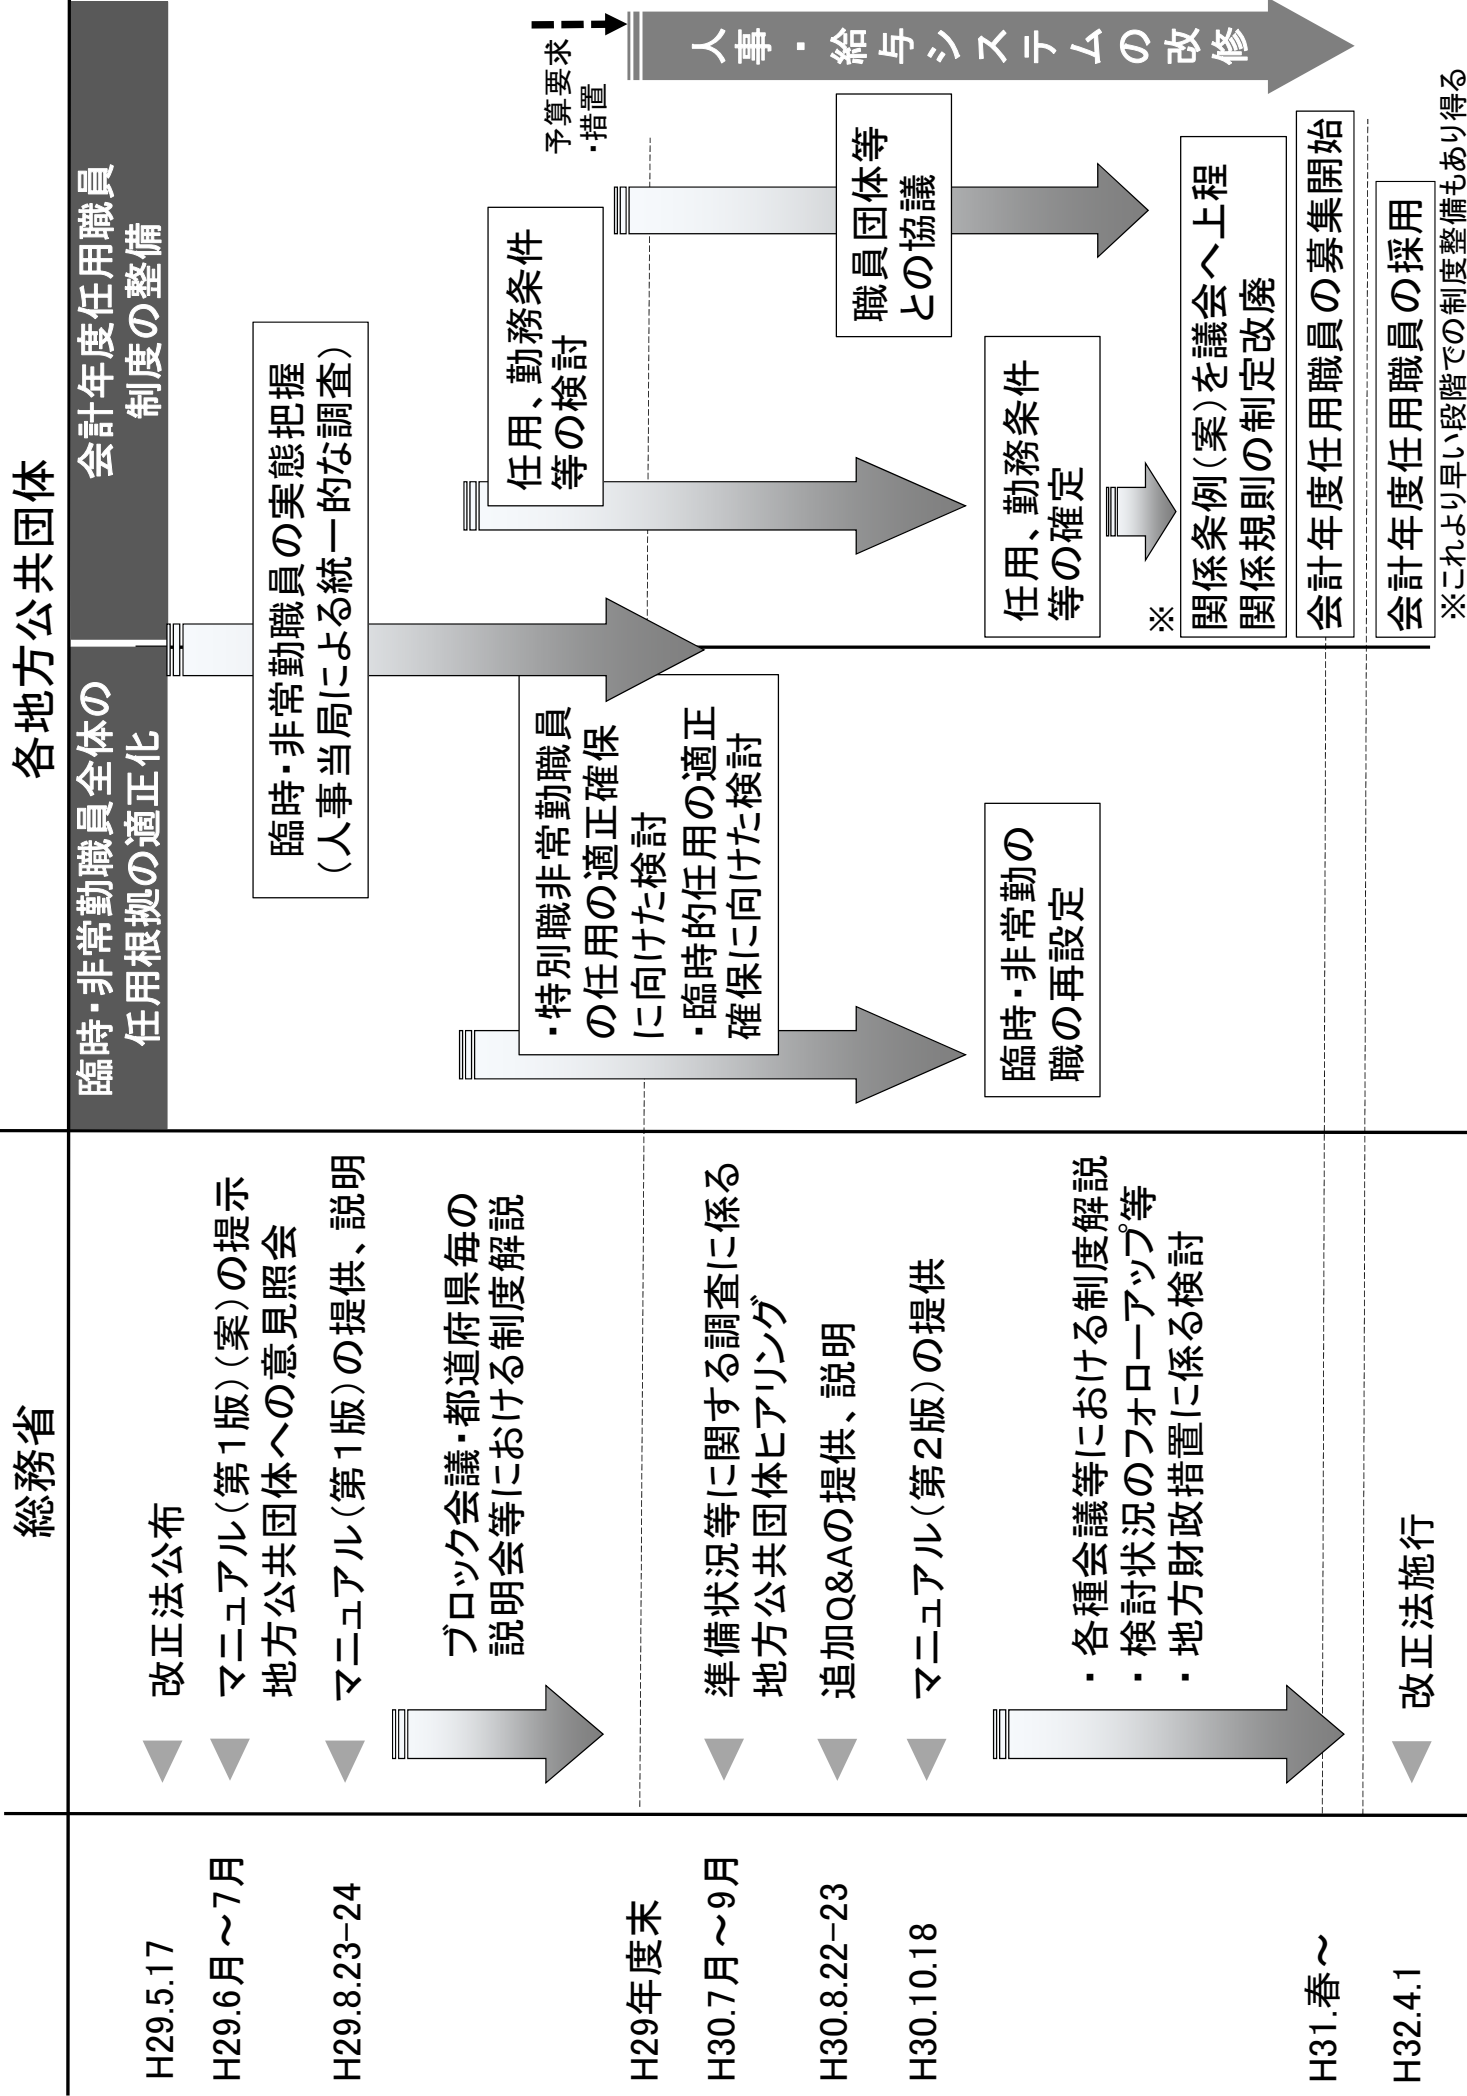 総務省
各地方公共団体
臨時・非常勤職員全体の
任用根拠の適正化
会計年度任用職員
制度の整備
H29.5.17
改正法公布
H29.6月～7月
マニュアル（第1版）（案）の提示
地方公共団体への意見照会
H29.8.23-24
マニュアル（第1版）の提供、説明
ブロック会議・都道府県毎の
説明会等における制度解説
臨時・非常勤職員の実態把握
（人事当局による統一的な調査）
・特別職非常勤職員
の任用の適正確保
に向けた検討
・臨時的任用の適正
確保に向けた検討
任用、勤務条件
等の検討
予算要求
・措置
人事・給与システムの改修
H29年度末
H30.7月～9月
準備状況等に関する調査に係る
地方公共団体ヒアリング
H30.8.22-23
追加Q&Aの提供、説明
職員団体等
との協議
H30.10.18
マニュアル（第2版）の提供
臨時・非常勤の
職の再設定
任用、勤務条件
等の確定
・各種会議等における制度解説
・検討状況のフォローアップ等
・地方財政措置に係る検討
※
関係条例（案）を議会へ上程
関係規則の制定改廃
H31.春～
会計年度任用職員の募集開始
H32.4.1
改正法施行
会計年度任用職員の採用
※これより早い段階での制度整備もあり得る